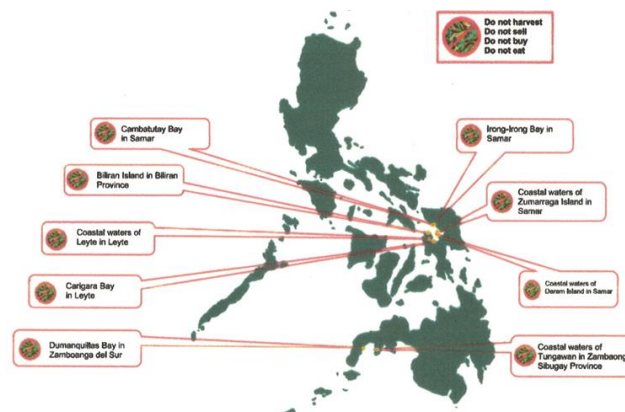 Do not harvest
Do not sell
Do not buy
Do not eat
Cambatutay Bay
in Samar
Irong-Irong Bay in
Samar
Biliran Island in Biliran
Province
Coastal waters
of Zumarraga Island in
Samar
Coastal waters of
Leyte in Leyte
Carigara Bay
in Leyte
Coastal waters of
Daram Island in Samar
Dumanquillas Bay in
Zamboanga del Sur
Coastal waters of
Tungawan in Zamboang
Sibugay Province